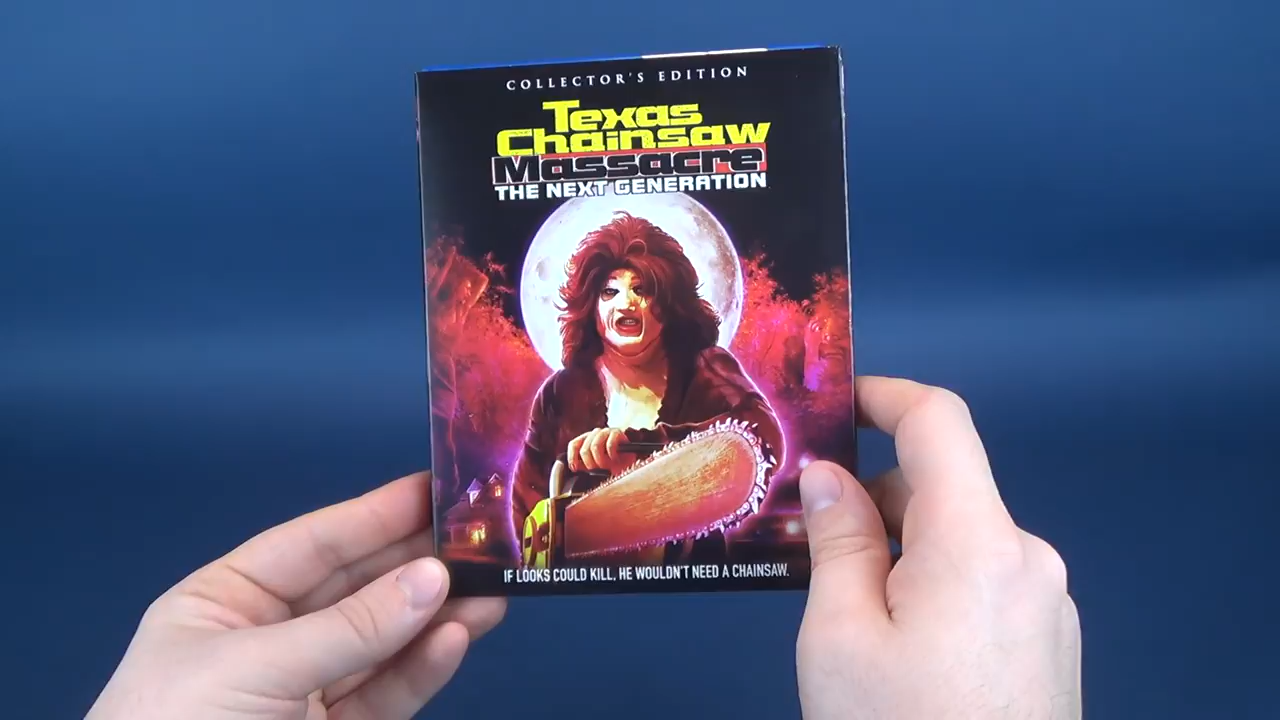 COLLECTOR'S EDITION
Texas
Chainsaw
Massacre
THE NEXT GENERATION
IF LOOKS COULD KILL, HE WOULDN'T NEED A CHAINSAW.